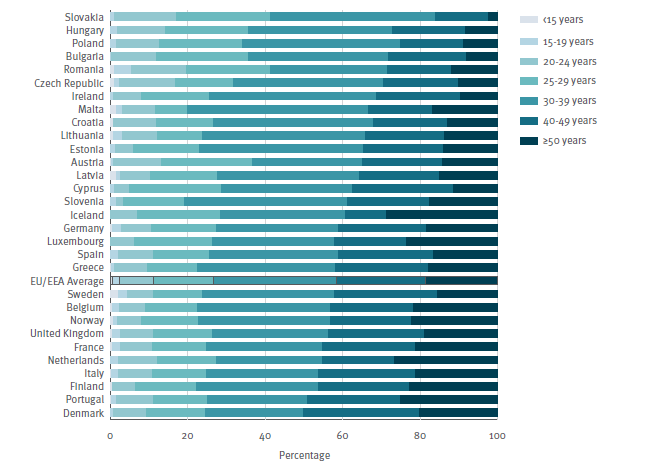 Slovakia
Hungary
Poland
Bulgaria
Romania
Czech Republic
Ireland
Malta
Croatia
Lithuania
Estonia
Austria
Latvia
Cyprus
Slovenia
Iceland
Germany
Luxembourg
Spain
Greece
EU/EEA Average
Sweden
Belgium
Norway
United Kingdom
France
Netherlands
Italy
Finland
Portugal
Denmark
0 20 40 60 80 100
Percentage
<15 years
15-19 years
20-24 years
25-29 years
30-39 years
40-49 years
≥50 years